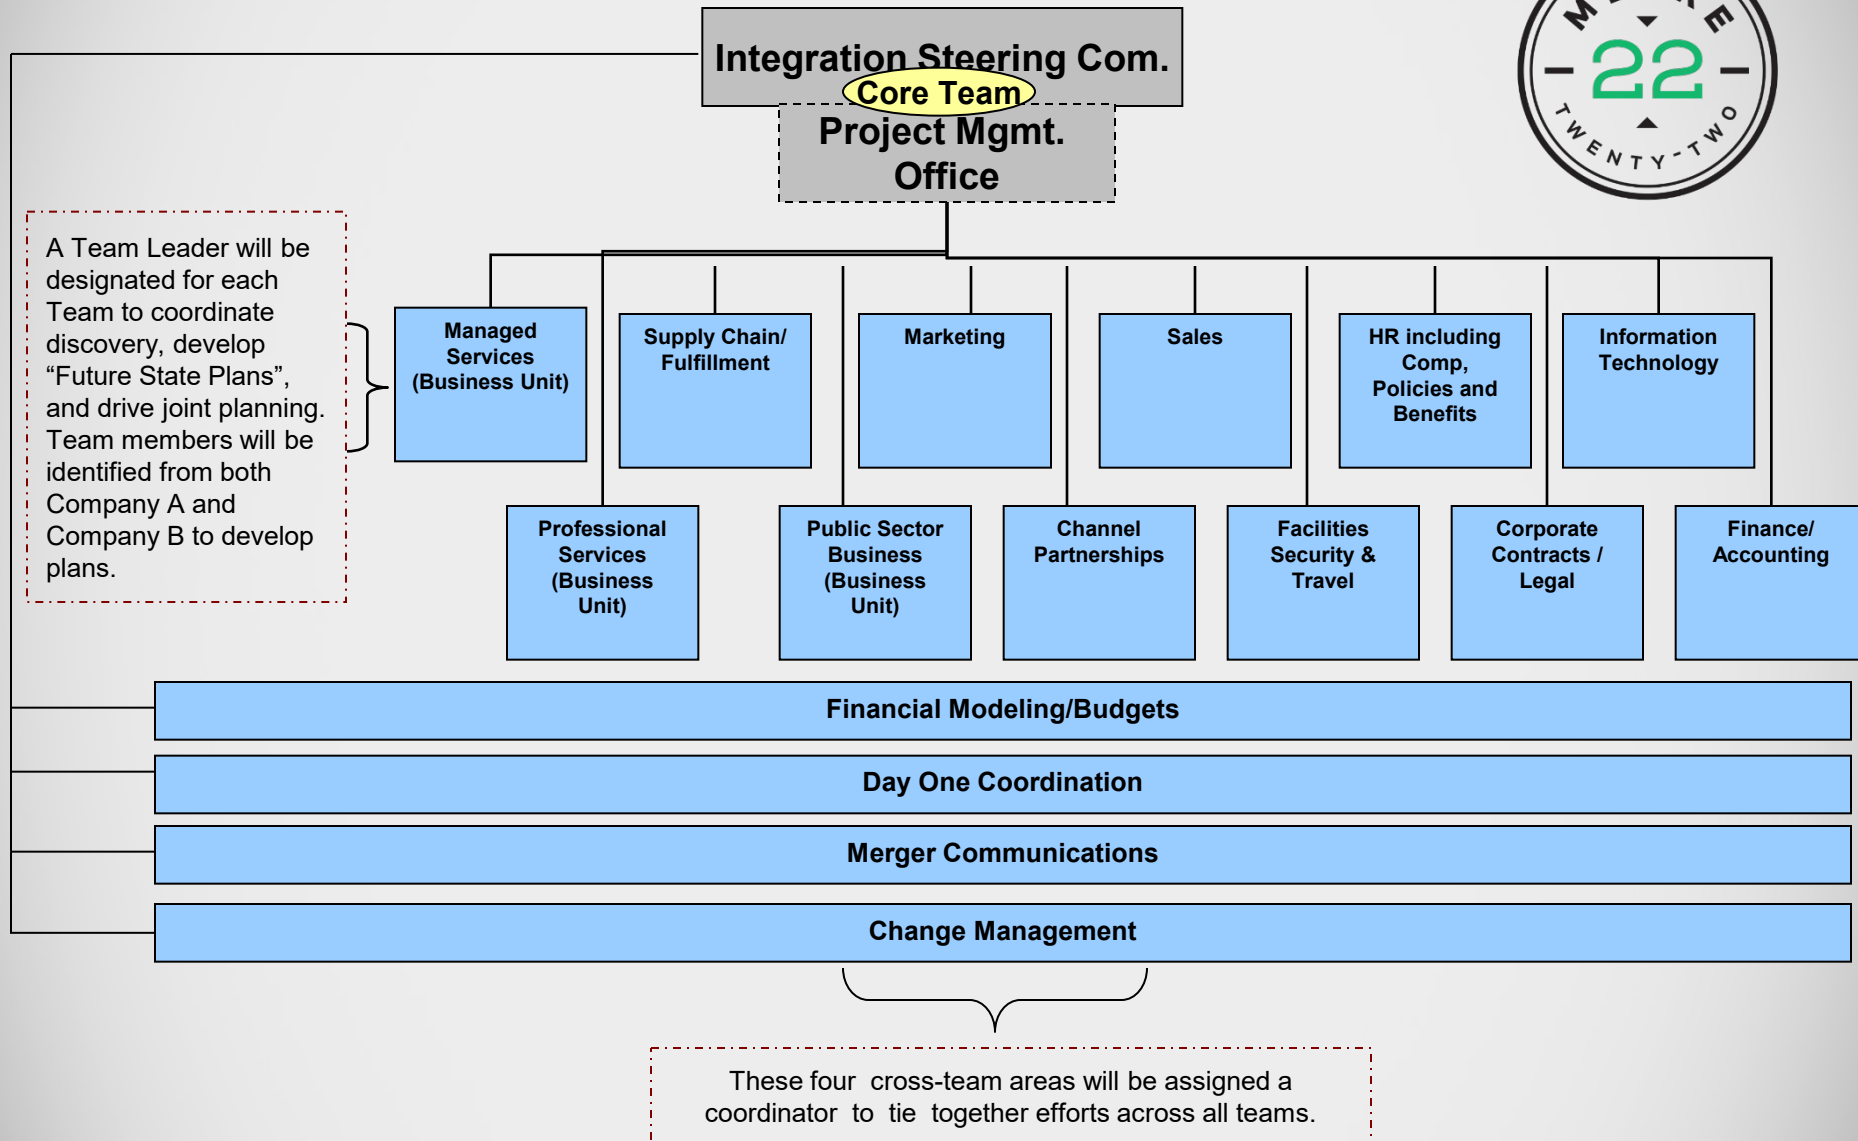 Integration Steering Com.
Core Team
Project Mgmt.
Office
22
TWENTY-TWO
A Team Leader will be
designated for each
Team to coordinate
discovery, develop
“Future State Plans”,
and drive joint planning.
Team members will be
identified from both
Company A and
Company B to develop
plans.
Managed
Services
(Business Unit)
Supply Chain/
Fulfillment
Marketing
Sales
HR including
Comp,
Policies and
Benefits
Information
Technology
Professional
Services
(Business
Unit)
Public Sector
Business
(Business
Unit)
Channel
Partnerships
Facilities
Security &
Travel
Corporate
Contracts /
Legal
Finance/
Accounting
Financial Modeling/Budgets
Day One Coordination
Merger Communications
Change Management
These four cross-team areas will be assigned a
coordinator to tie together efforts across all teams.